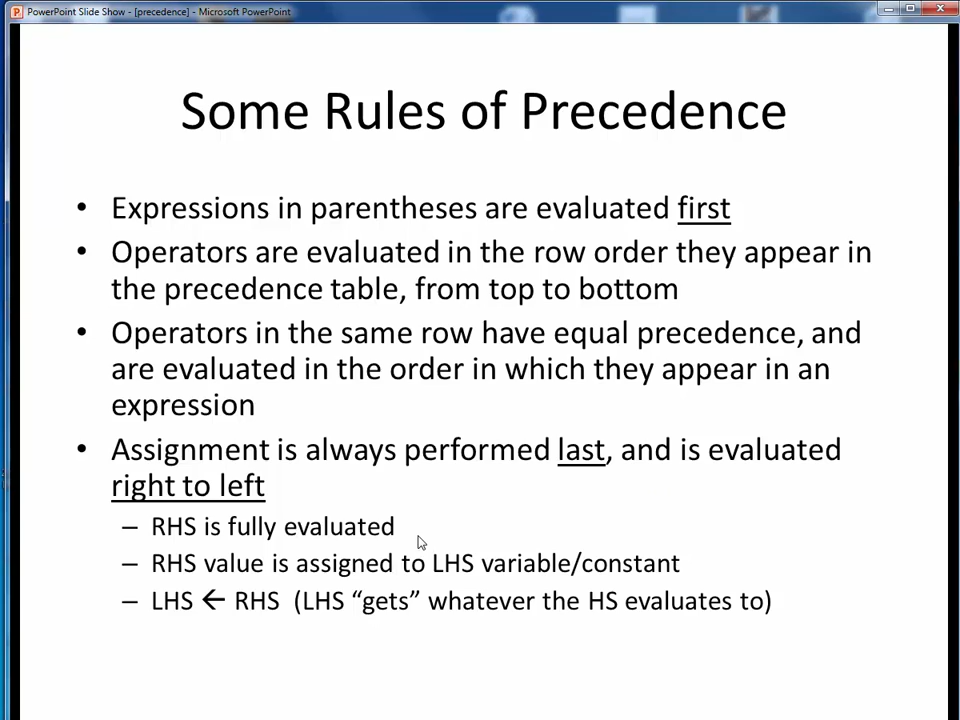 PowerPoint Slide Show - [precedence] - Microsoft PowerPoint
Some Rules of Precedence
• Expressions in parentheses are evaluated first
• Operators are evaluated in the row order they appear in
the precedence table, from top to bottom
• Operators in the same row have equal precedence, and
are evaluated in the order in which they appear in an
expression
• Assignment is always performed last, and is evaluated
right to left
– RHS is fully evaluated
– RHS value is assigned to LHS variable/constant
– LHS ← RHS (LHS “gets” whatever the HS evaluates to)